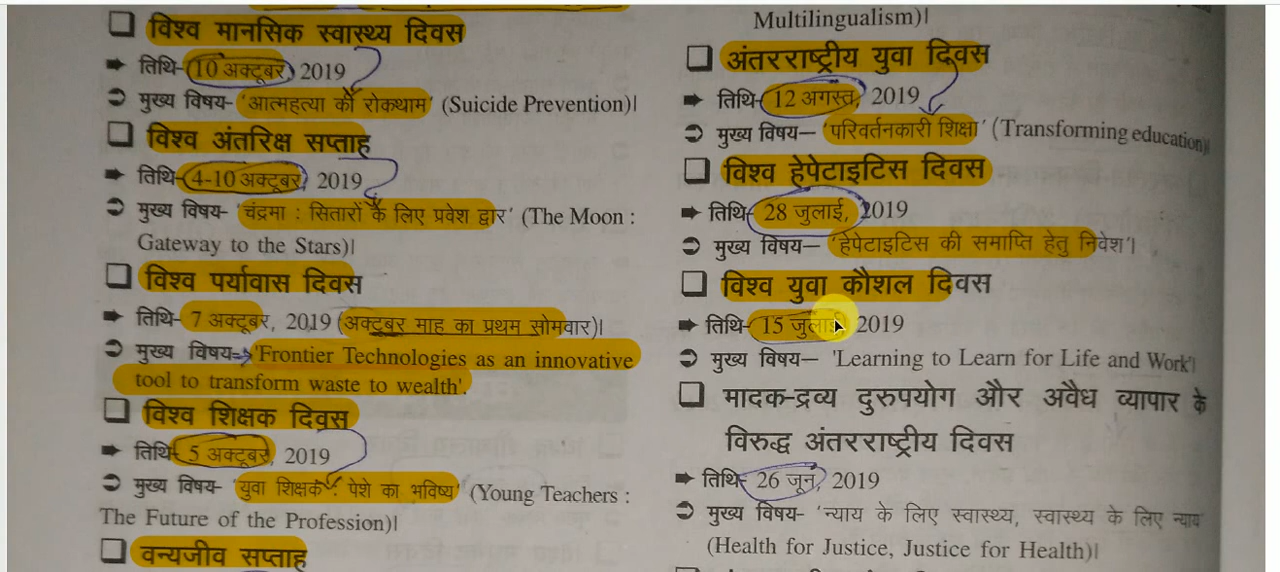 ❑ विश्व मानसिक स्वास्थ्य दिवस
➡ तिथि- 10 अक्टूबर, 2019
➲ मुख्य विषय- 'आत्महत्या की रोकथाम' (Suicide Prevention)|
❑ विश्व अंतरिक्ष सप्ताह
➡ तिथि- 4-10 अक्टूबर, 2019
➲ मुख्य विषय- 'चंद्रमा : सितारों के लिए प्रवेश द्वार' (The Moon :
Gateway to the Stars)|
❑ विश्व पर्यावास दिवस
➡ तिथि- 7 अक्टूबर, 2019 (अक्टूबर माह का प्रथम सोमवार)|
➲ मुख्य विषय- 'Frontier Technologies as an innovative
tool to transform waste to wealth'.
❑ विश्व शिक्षक दिवस
➡ तिथि- 5 अक्टूबर, 2019
➲ मुख्य विषय- 'युवा शिक्षक : पेशे का भविष्य' (Young Teachers :
The Future of the Profession)|
❑ वन्यजीव सप्ताह
Multilingualism)|
❑ अंतरराष्ट्रीय युवा दिवस
➡ तिथि- 12 अगस्त, 2019
➲ मुख्य विषय– 'परिवर्तनकारी शिक्षा' (Transforming education)|
❑ विश्व हेपेटाइटिस दिवस
➡ तिथि- 28 जुलाई, 2019
➲ मुख्य विषय– 'हेपेटाइटिस की समाप्ति हेतु निवेश'|
❑ विश्व युवा कौशल दिवस
➡ तिथि- 15 जुलाई, 2019
➲ मुख्य विषय– 'Learning to Learn for Life and Work'|
❑ मादक-द्रव्य दुरुपयोग और अवैध व्यापार के
विरुद्ध अंतरराष्ट्रीय दिवस
➡ तिथि- 26 जून, 2019
➲ मुख्य विषय- 'न्याय के लिए स्वास्थ्य, स्वास्थ्य के लिए न्याय'
(Health for Justice, Justice for Health)|